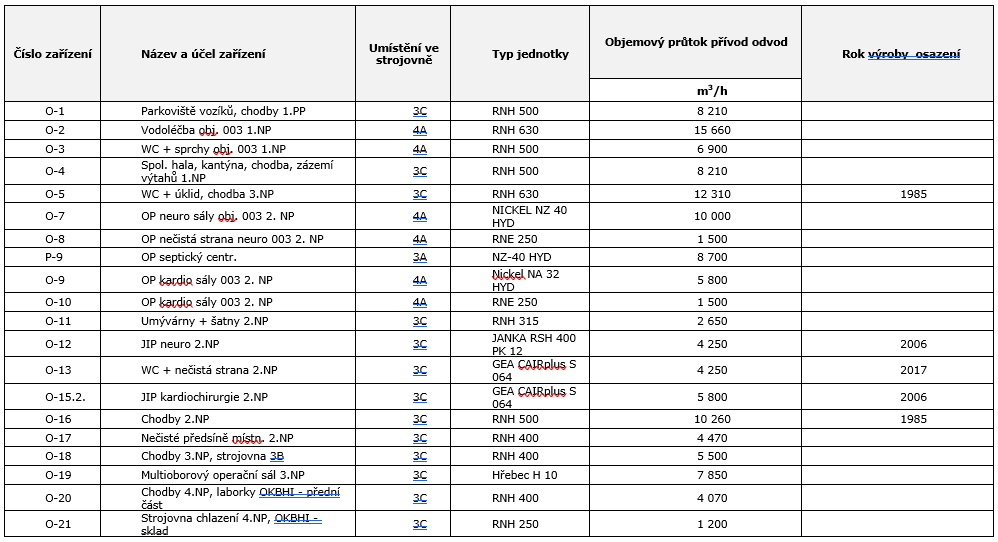 Číslo zařízení Název a účel zařízení Umístění ve strojovně Typ jednotky Objemový průtok přívod odvod Rok výroby osazení
m³/h
O-1 Parkoviště vozíků, chodby 1.PP 3C RNH 500 8 210
O-2 Vodoléčba obj. 003 1.NP 4A RNH 630 15 660
O-3 WC + sprchy obj. 003 1.NP 4A RNH 500 6 900
O-4 Spol. hala, kantýna, chodba, zázemí výtahů 1.NP 3C RNH 500 8 210
O-5 WC + úklid, chodba 3.NP 3C RNH 630 12 310 1985
O-7 OP neuro sály obj. 003 2. NP 4A NICKEL NZ 40 HYD 10 000
O-8 OP nečistá strana neuro 003 2. NP 4A RNE 250 1 500
P-9 OP septický centr. 3A NZ-40 HYD 8 700
O-9 OP kardio sály 003 2. NP 4A Nickel NA 32 HYD 5 800
O-10 OP kardio sály 003 2. NP 4A RNE 250 1 500
O-11 Umývárny + šatny 2.NP 3C RNH 315 2 650
O-12 JIP neuro 2.NP 3C JANKA RSH 400 PK 12 4 250 2006
O-13 WC + nečistá strana 2.NP 3C GEA CAIRplus S 064 4 250 2017
O-15.2. JIP kardiochirurgie 2.NP 3C GEA CAIRplus S 064 5 800 2006
O-16 Chodby 2.NP 3C RNH 500 10 260 1985
O-17 Nečisté předsíně místn. 2.NP 3C RNH 400 4 470
O-18 Chodby 3.NP, strojovna 3B 3C RNH 400 5 500
O-19 Multioborový operační sál 3.NP 3C Hřebec H 10 7 850
O-20 Chodby 4.NP, laborky OKBHI - přední část 3C RNH 400 4 070
O-21 Strojovna chlazení 4.NP, OKBHI - sklad 3C RNH 250 1 200